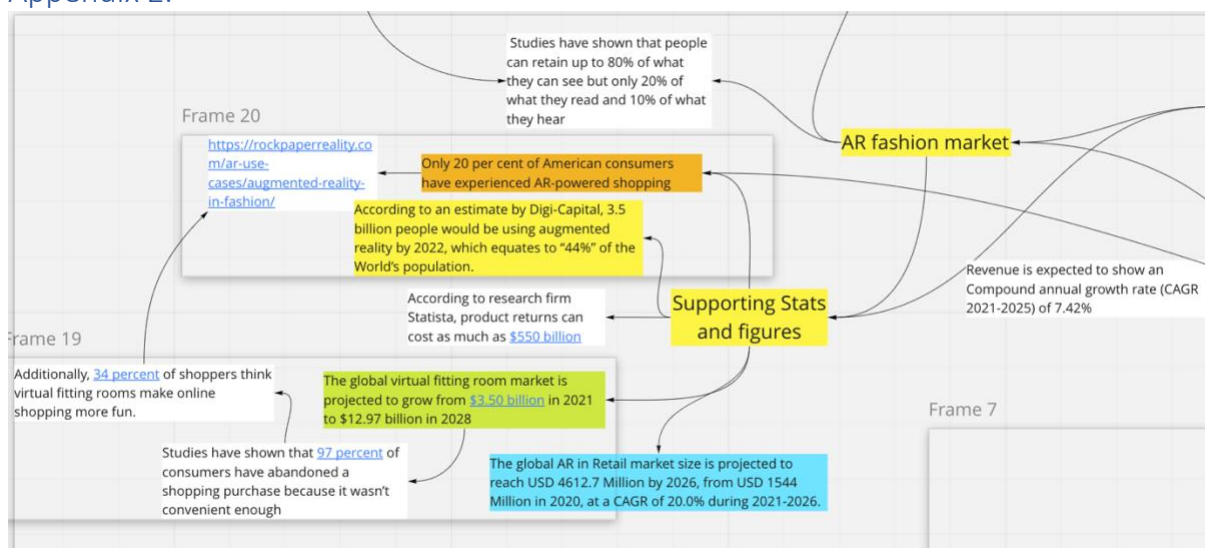 Appendix 2:
Studies have shown that people
can retain up to 80% of what
they can see but only 20% of
what they read and 10% of what
they hear
Frame 20
https://rockpaperreality.co
m/ar-use-
cases/augmented-reality-
in-fashion/
Only 20 per cent of American consumers
have experienced AR-powered shopping
AR fashion market
According to an estimate by Digi-Capital, 3.5
billion people would be using augmented
reality by 2022, which equates to “44%” of the
World’s population.
Revenue is expected to show an
Compound annual growth rate (CAGR
2021-2025) of 7.42%
According to research firm
Statista, product returns can
cost as much as $550 billion
Supporting Stats
and figures
Frame 19
Additionally, 34 percent of shoppers think
virtual fitting rooms make online
shopping more fun.
The global virtual fitting room market is
projected to grow from $3.50 billion in 2021
to $12.97 billion in 2028
Frame 7
Studies have shown that 97 percent of
consumers have abandoned a
shopping purchase because it wasn’t
convenient enough
The global AR in Retail market size is projected to
reach USD 4612.7 Million by 2026, from USD 1544
Million in 2020, at a CAGR of 20.0% during 2021-2026.